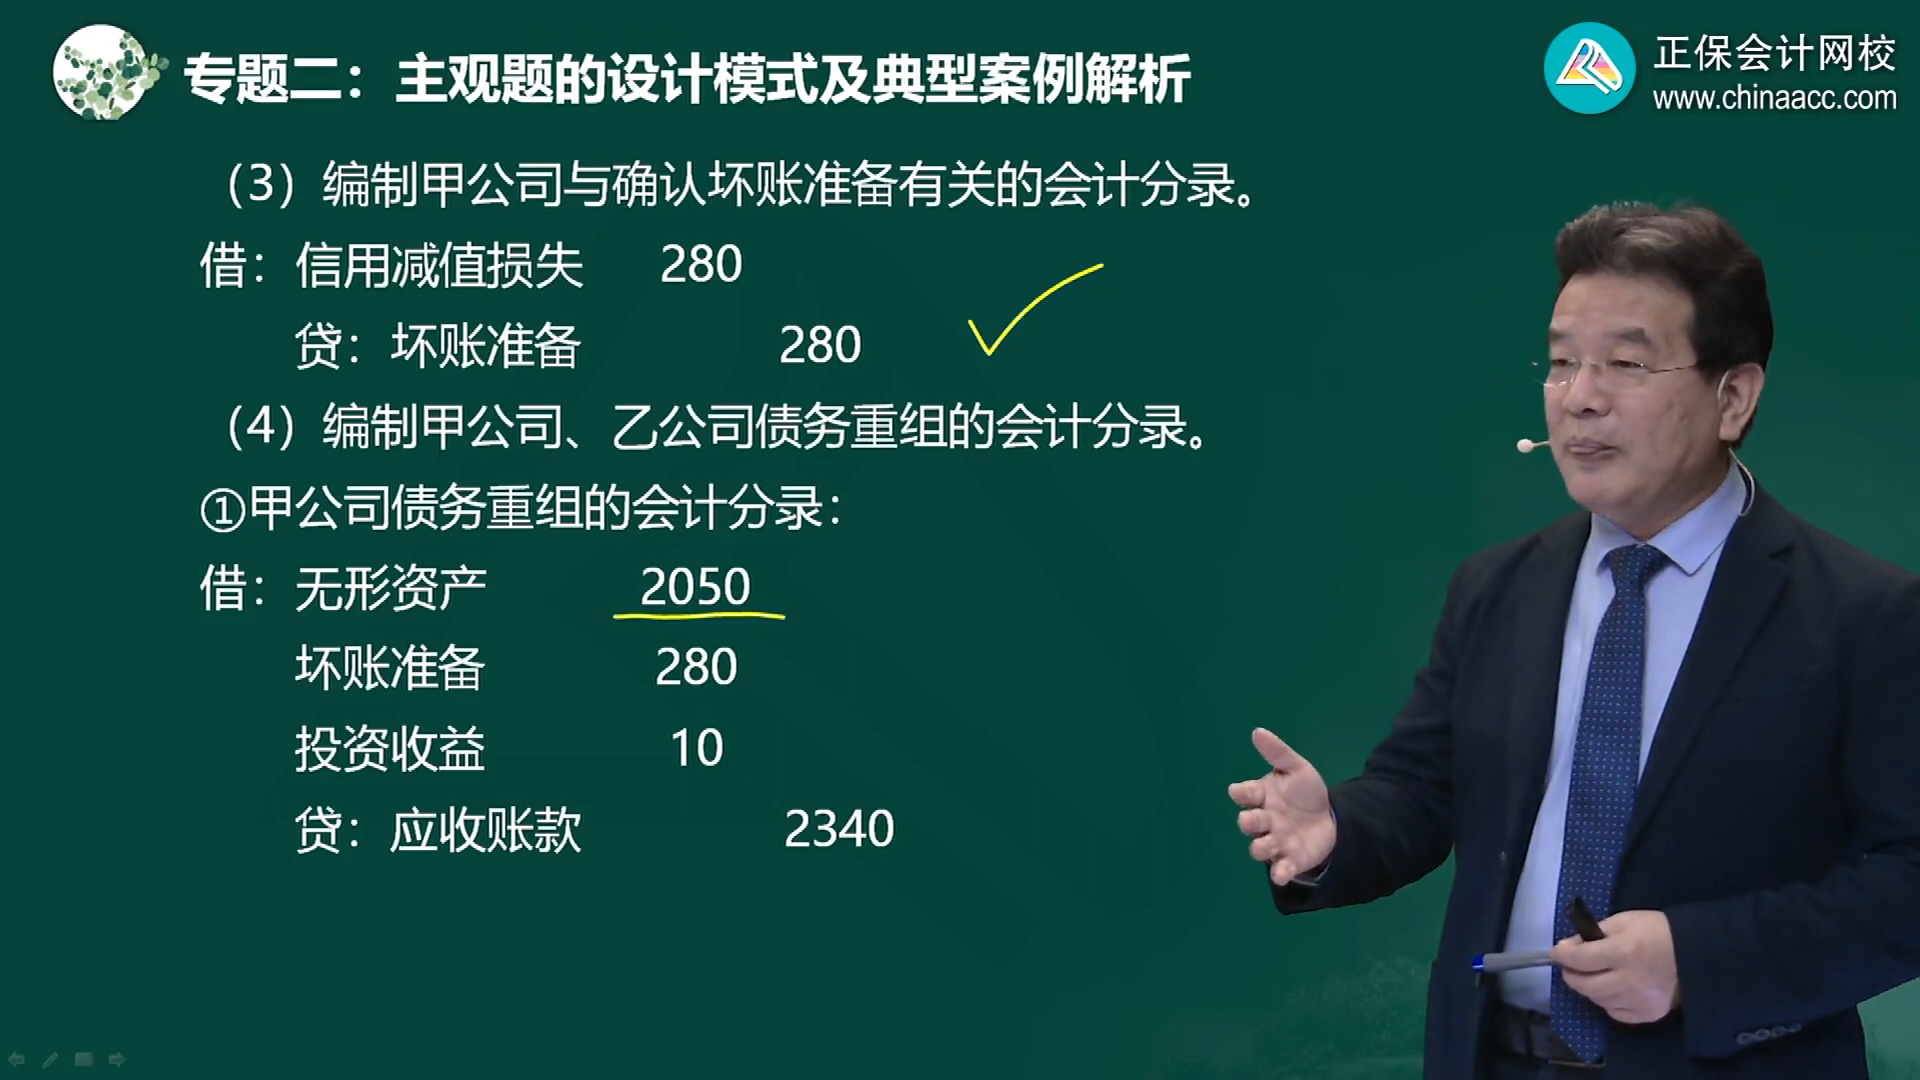 专题二：主观题的设计模式及典型案例解析
正保会计网校
www.chinaacc.com
（3）编制甲公司与确认坏账准备有关的会计分录。
借：信用减值损失 280
贷：坏账准备 280
（4）编制甲公司、乙公司债务重组的会计分录。
①甲公司债务重组的会计分录：
借：无形资产 2050
坏账准备 280
投资收益 10
贷：应收账款 2340